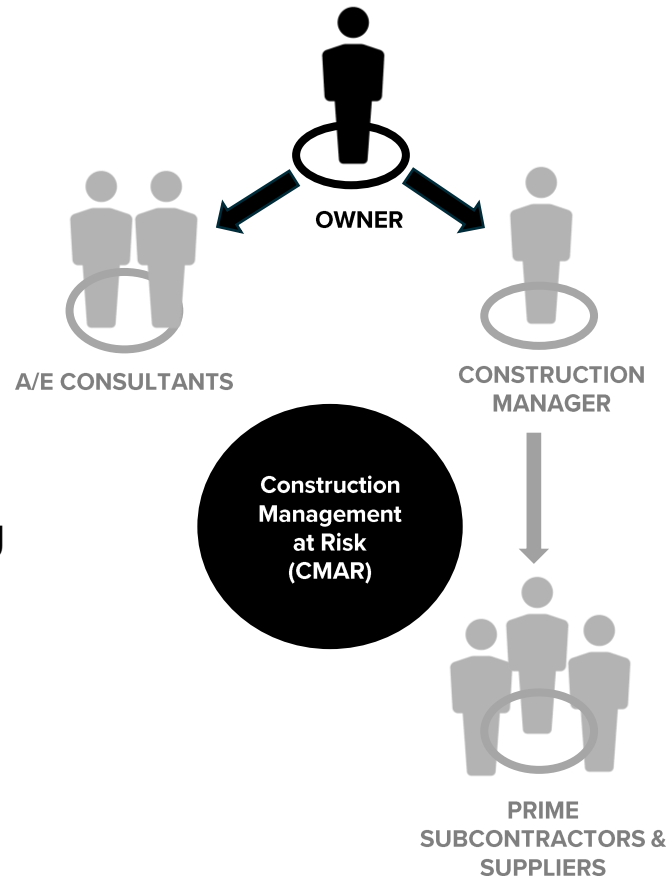 OWNER
A/E CONSULTANTS
CONSTRUCTION
MANAGER
Construction
Management
at Risk
(CMAR)
PRIME
SUBCONTRACTORS &
SUPPLIERS